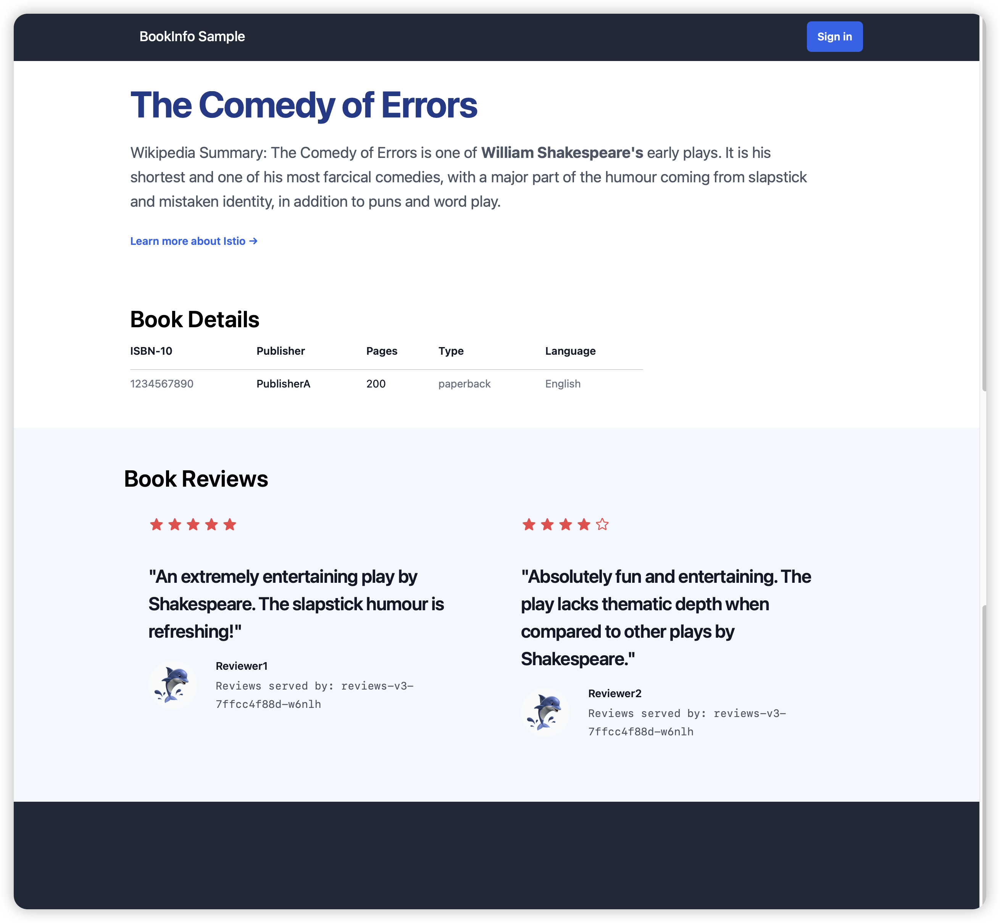 BookInfo Sample
Sign in
The Comedy of Errors
Wikipedia Summary: The Comedy of Errors is one of William Shakespeare's early plays. It is his
shortest and one of his most farcical comedies, with a major part of the humour coming from slapstick
and mistaken identity, in addition to puns and word play.
Learn more about Istio →
Book Details
ISBN-10 Publisher Pages Type Language
1234567890 PublisherA 200 paperback English
Book Reviews
"An extremely entertaining play by
Shakespeare. The slapstick humour is
refreshing!"
Reviewer1
Reviews served by: reviews-v3-
7ffcc4f88d-w6nlh
"Absolutely fun and entertaining. The
play lacks thematic depth when
compared to other plays by
Shakespeare."
Reviewer2
Reviews served by: reviews-v3-
7ffcc4f88d-w6nlh